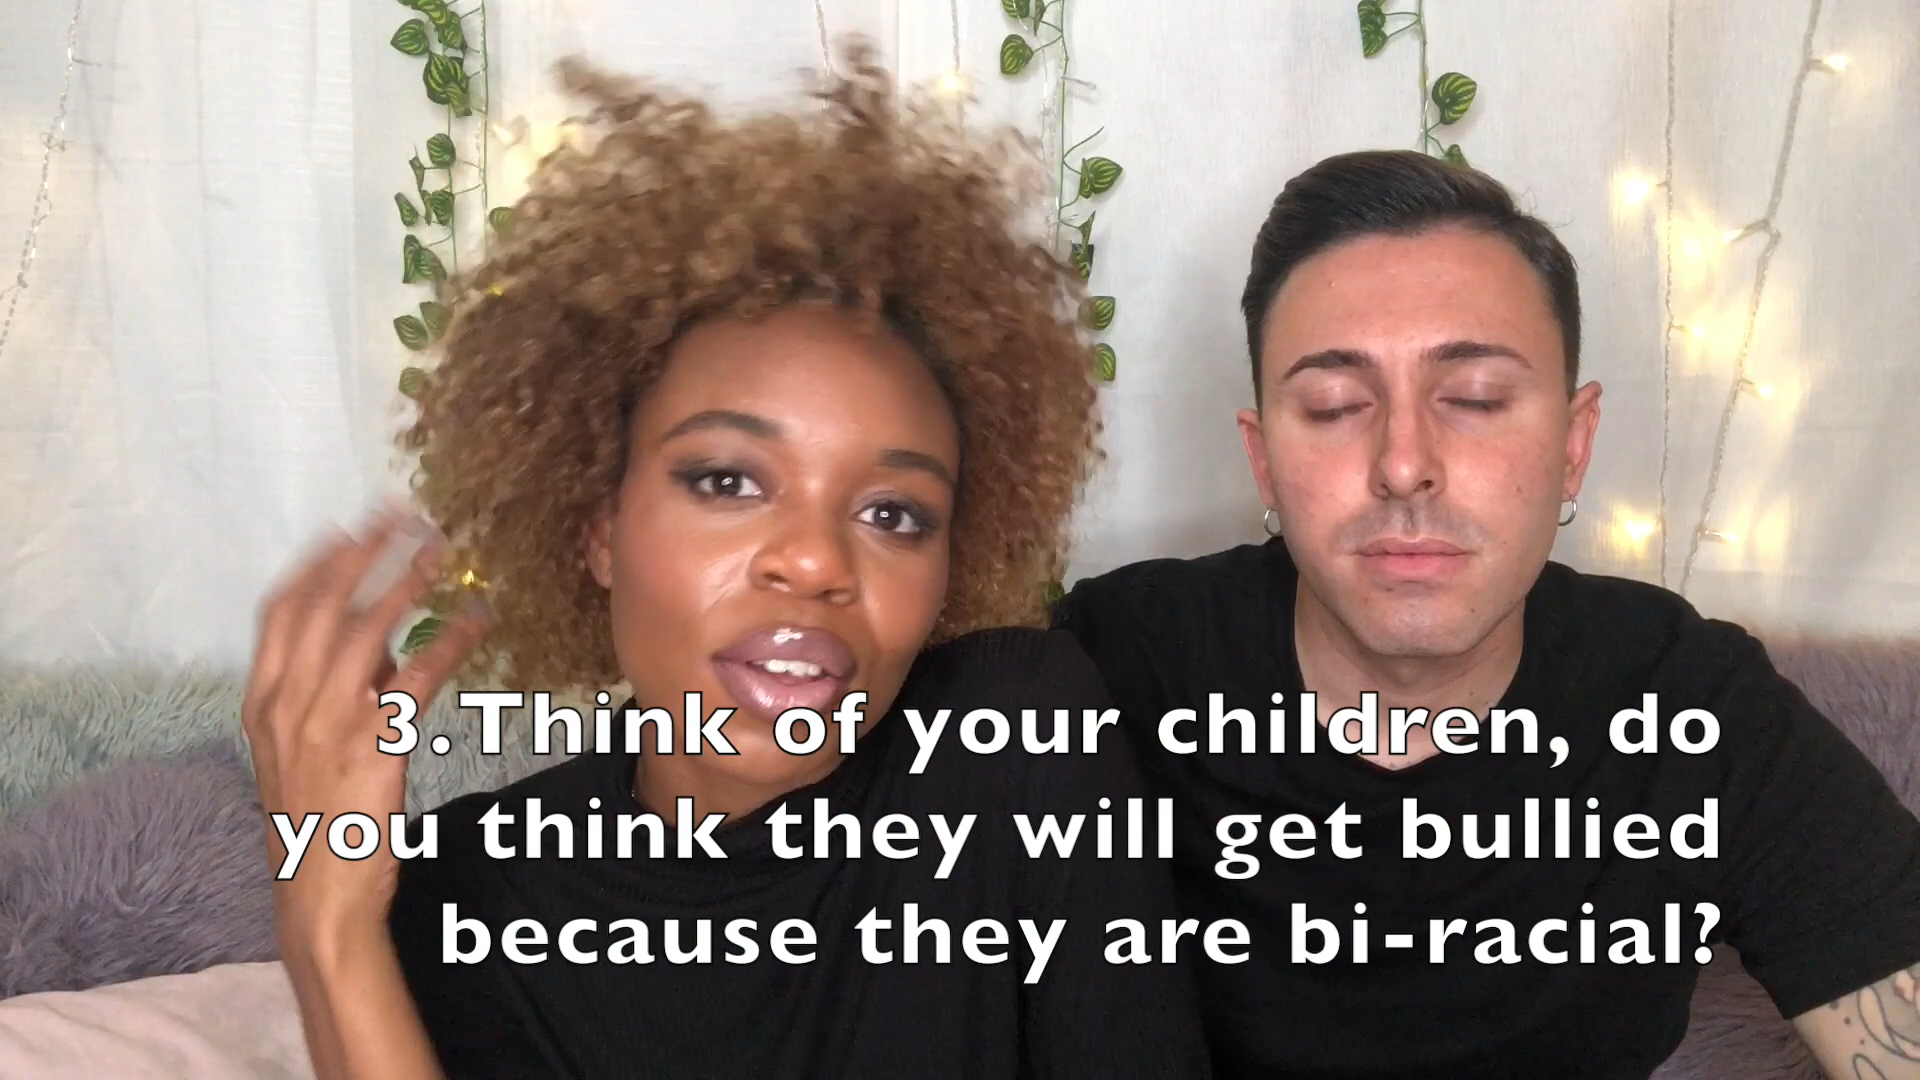 3.Think of your children, do
you think they will get bullied
because they are bi-racial?